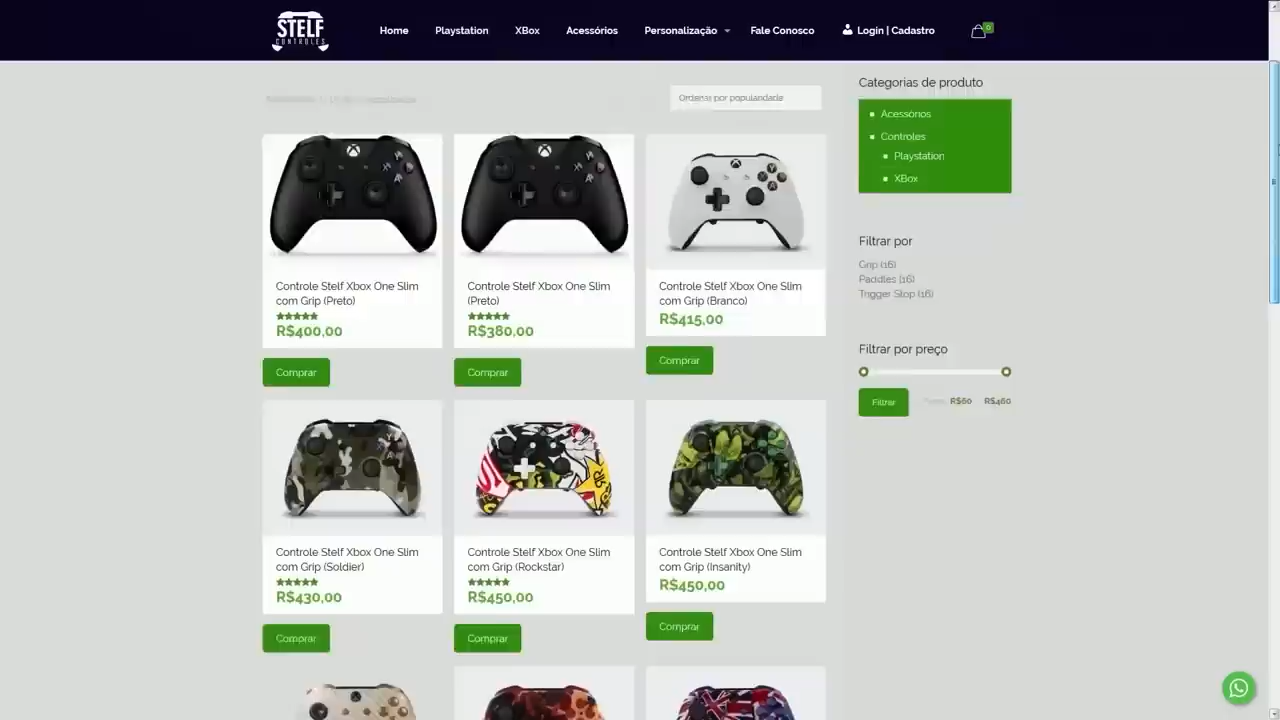 STELF
CONTROLES
Home
Playstation
XBox
Acessórios
Personalização
Fale Conosco
Login | Cadastro
0
Ordenar por popularidade
Controle Stelf Xbox One Slim
com Grip (Preto)
R$400,00
Comprar
Controle Stelf Xbox One Slim
(Preto)
R$380,00
Comprar
Controle Stelf Xbox One Slim
com Grip (Branco)
R$415,00
Comprar
Controle Stelf Xbox One Slim
com Grip (Soldier)
R$430,00
Comprar
Controle Stelf Xbox One Slim
com Grip (Rockstar)
R$450,00
Comprar
Controle Stelf Xbox One Slim
com Grip (Insanity)
R$450,00
Comprar
Categorias de produto
Acessórios
Controles
Playstation
XBox
Filtrar por
Grip (16)
Paddles (16)
Trigger Stop (16)
Filtrar por preço
Filtrar
R$60
R$460